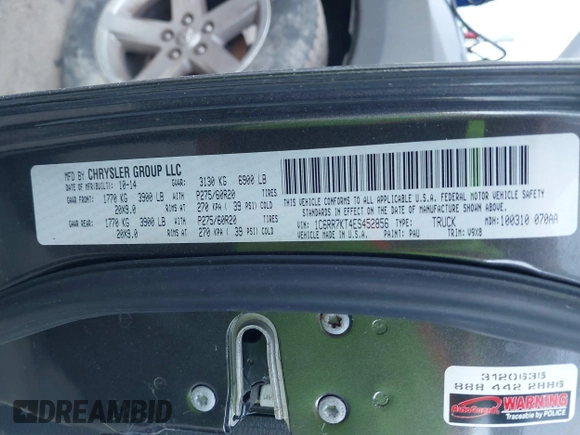 MFD BY CHRYSLER GROUP LLC
DATE OF MFR(BUILT): 10-14 GVWR: 3130 KG 6900 LB
GAWR FRONT: 1770 KG 3900 LB WITH P275/60R20 TIRES
20X9.0 RIMS AT 270 KPA ( 39 PSI) COLD
GAWR REAR: 1770 KG 3900 LB WITH P275/60R20 TIRES
20X9.0 RIMS AT 270 KPA ( 39 PSI) COLD
THIS VEHICLE CONFORMS TO ALL APPLICABLE U.S.A. FEDERAL MOTOR VEHICLE SAFETY
STANDARDS IN EFFECT ON THE DATE OF MANUFACTURE SHOWN ABOVE.
VIN: 1C6RR7KT4ES452856 TYPE: TRUCK MDH: 100310 070AA
VEHICLE MADE IN U.S.A. PAINT: PAU TRIM: V9X8
3120635
888 442 2886
WARNING
Traceable by POLICE
DREAMBID